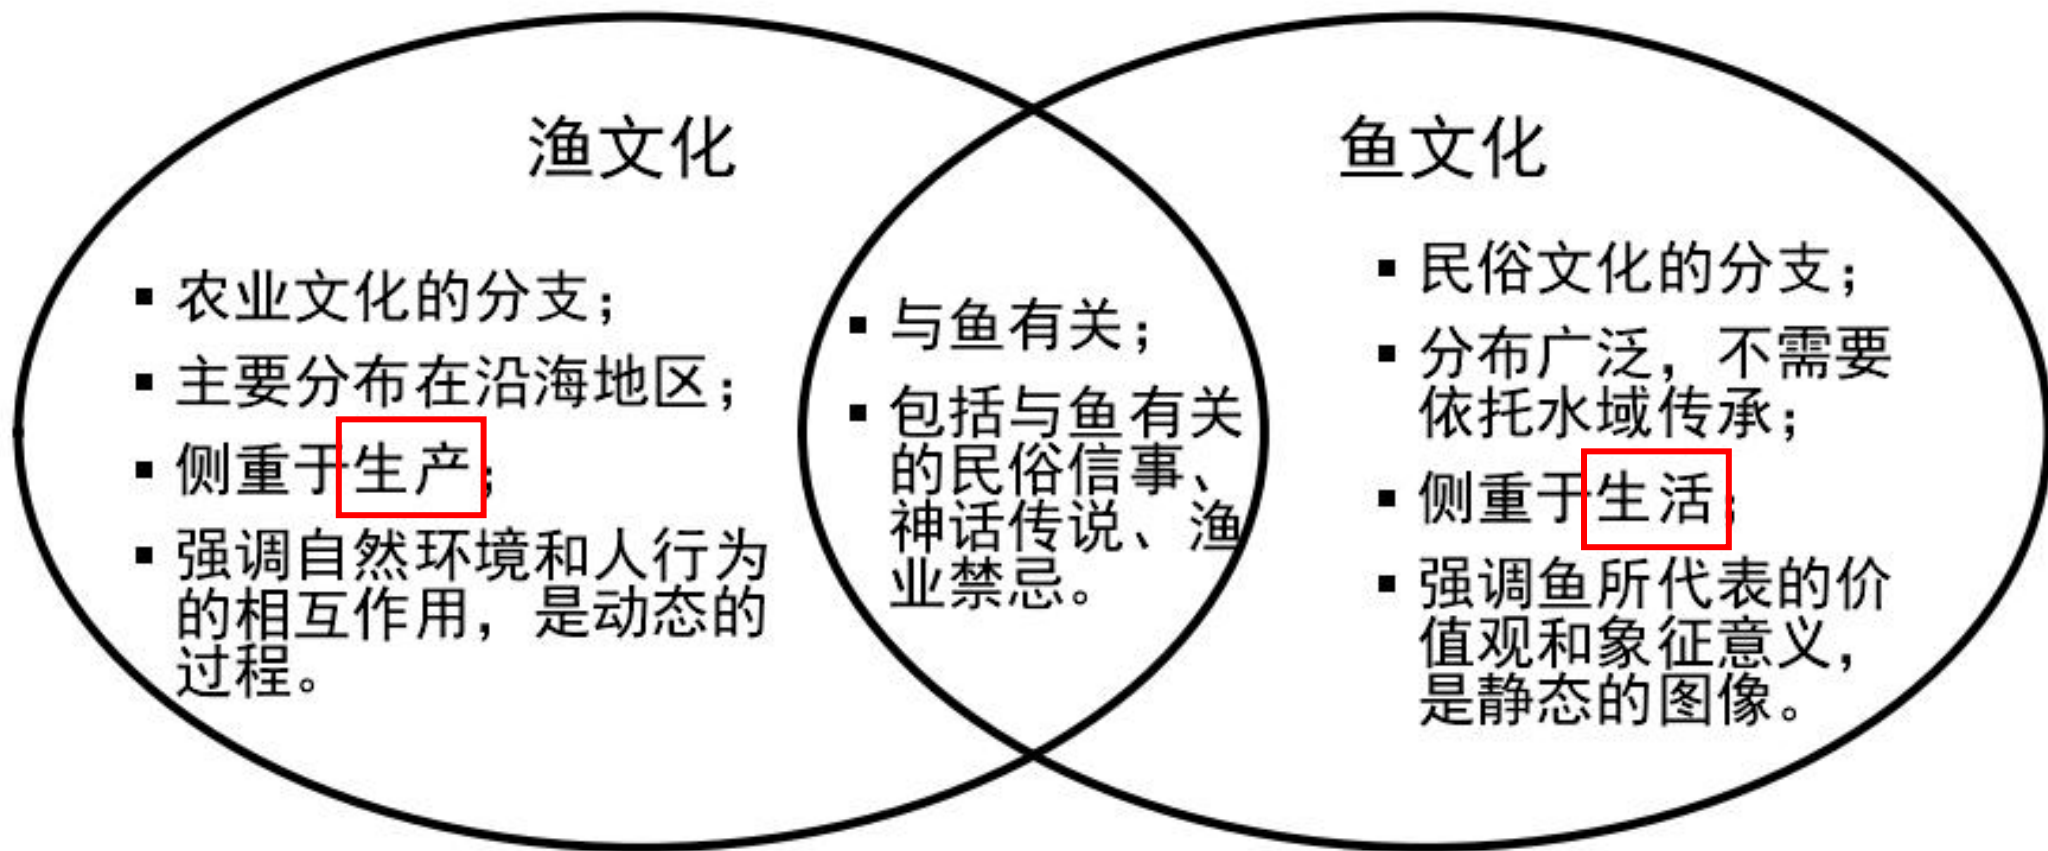 渔文化
农业文化的分支；
主要分布在沿海地区；
侧重于生产；
强调自然环境和人行为
的相互作用，是动态的
过程。
与鱼有关；
包括与鱼有关
的民俗信事、
神话传说、渔
业禁忌。
鱼文化
民俗文化的分支；
分布广泛，不需要
依托水域传承；
侧重于生活；
强调鱼所代表的价
值观和象征意义，
是静态的图像。